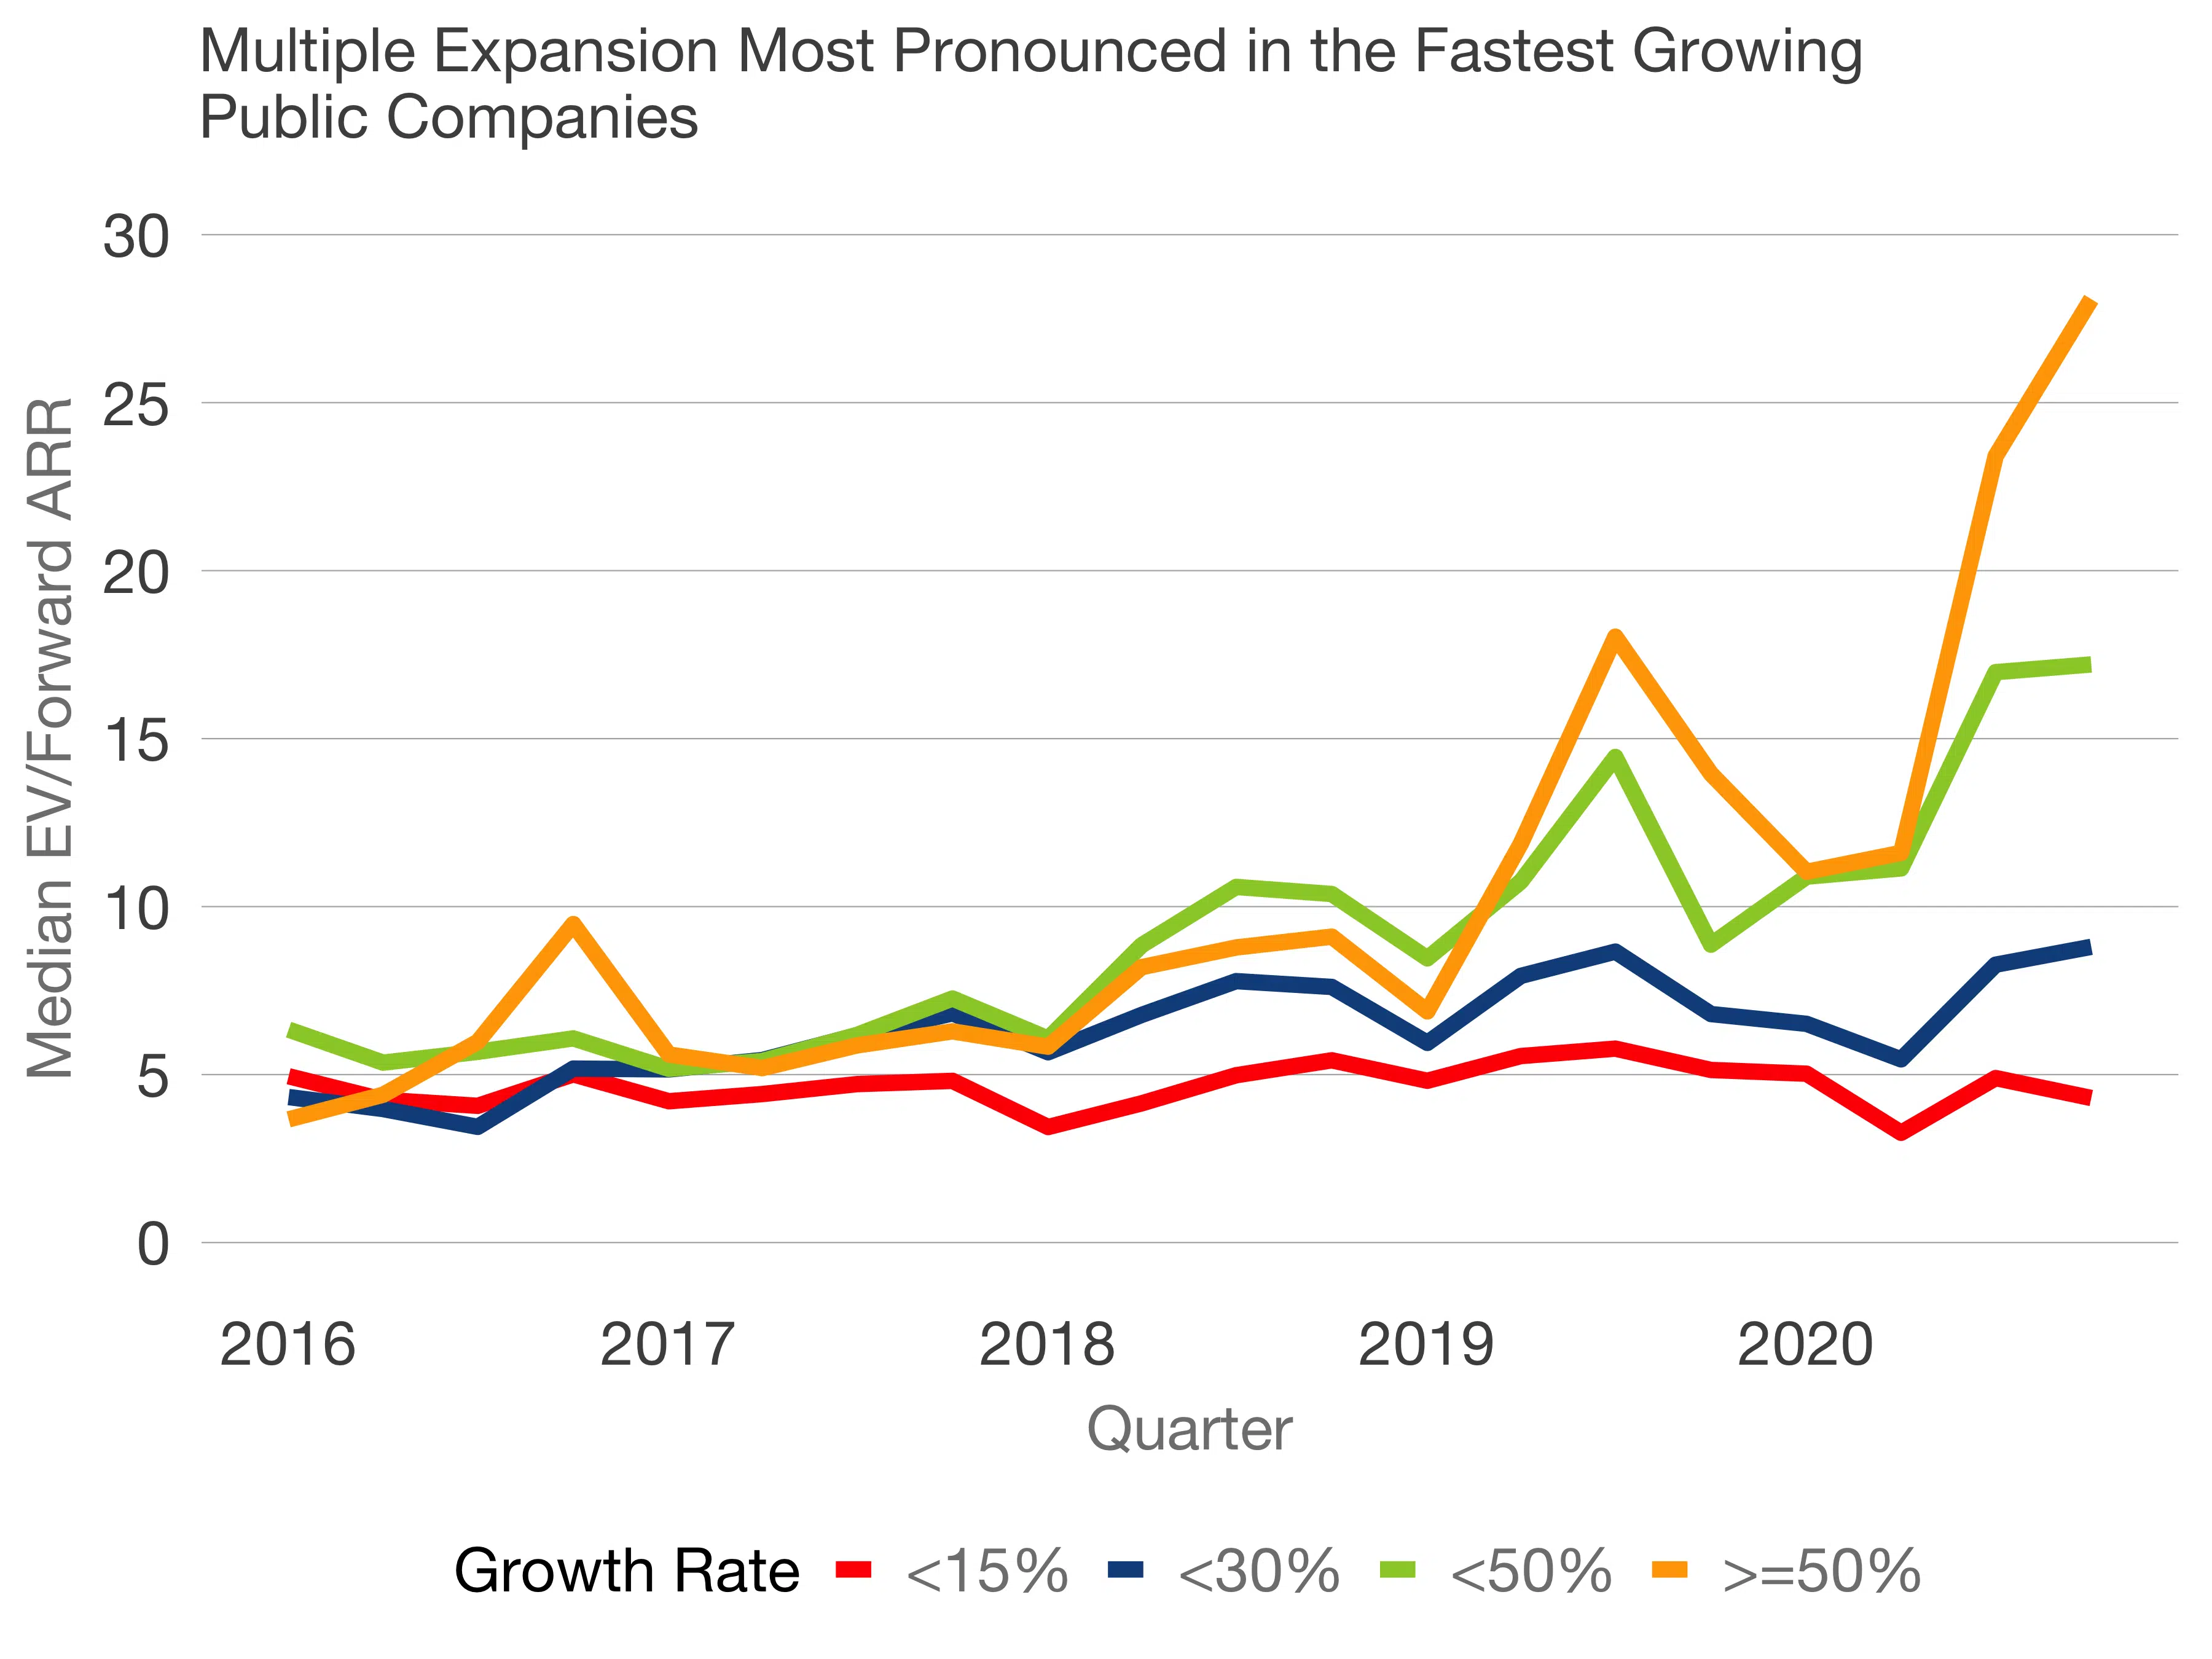 Multiple Expansion Most Pronounced in the Fastest Growing
Public Companies
Median EV/Forward ARR
30
25
20
15
10
5
0
2016 2017 2018 2019 2020
Quarter
Growth Rate <15% <30% <50% >=50%